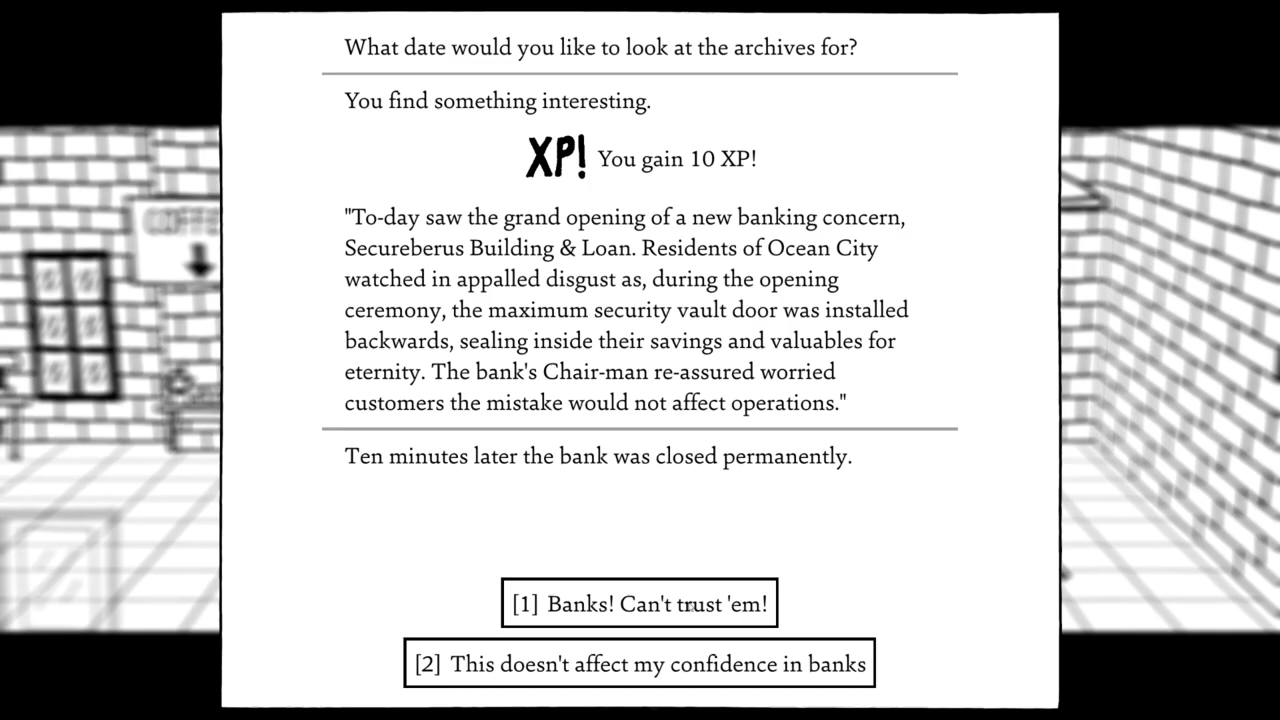 What date would you like to look at the archives for?
You find something interesting.
XP! You gain 10 XP!
"To-day saw the grand opening of a new banking concern,
Secureberus Building & Loan. Residents of Ocean City
watched in appalled disgust as, during the opening
ceremony, the maximum security vault door was installed
backwards, sealing inside their savings and valuables for
eternity. The bank's Chair-man re-assured worried
customers the mistake would not affect operations."
Ten minutes later the bank was closed permanently.
[1] Banks! Can't trust 'em!
[2] This doesn't affect my confidence in banks